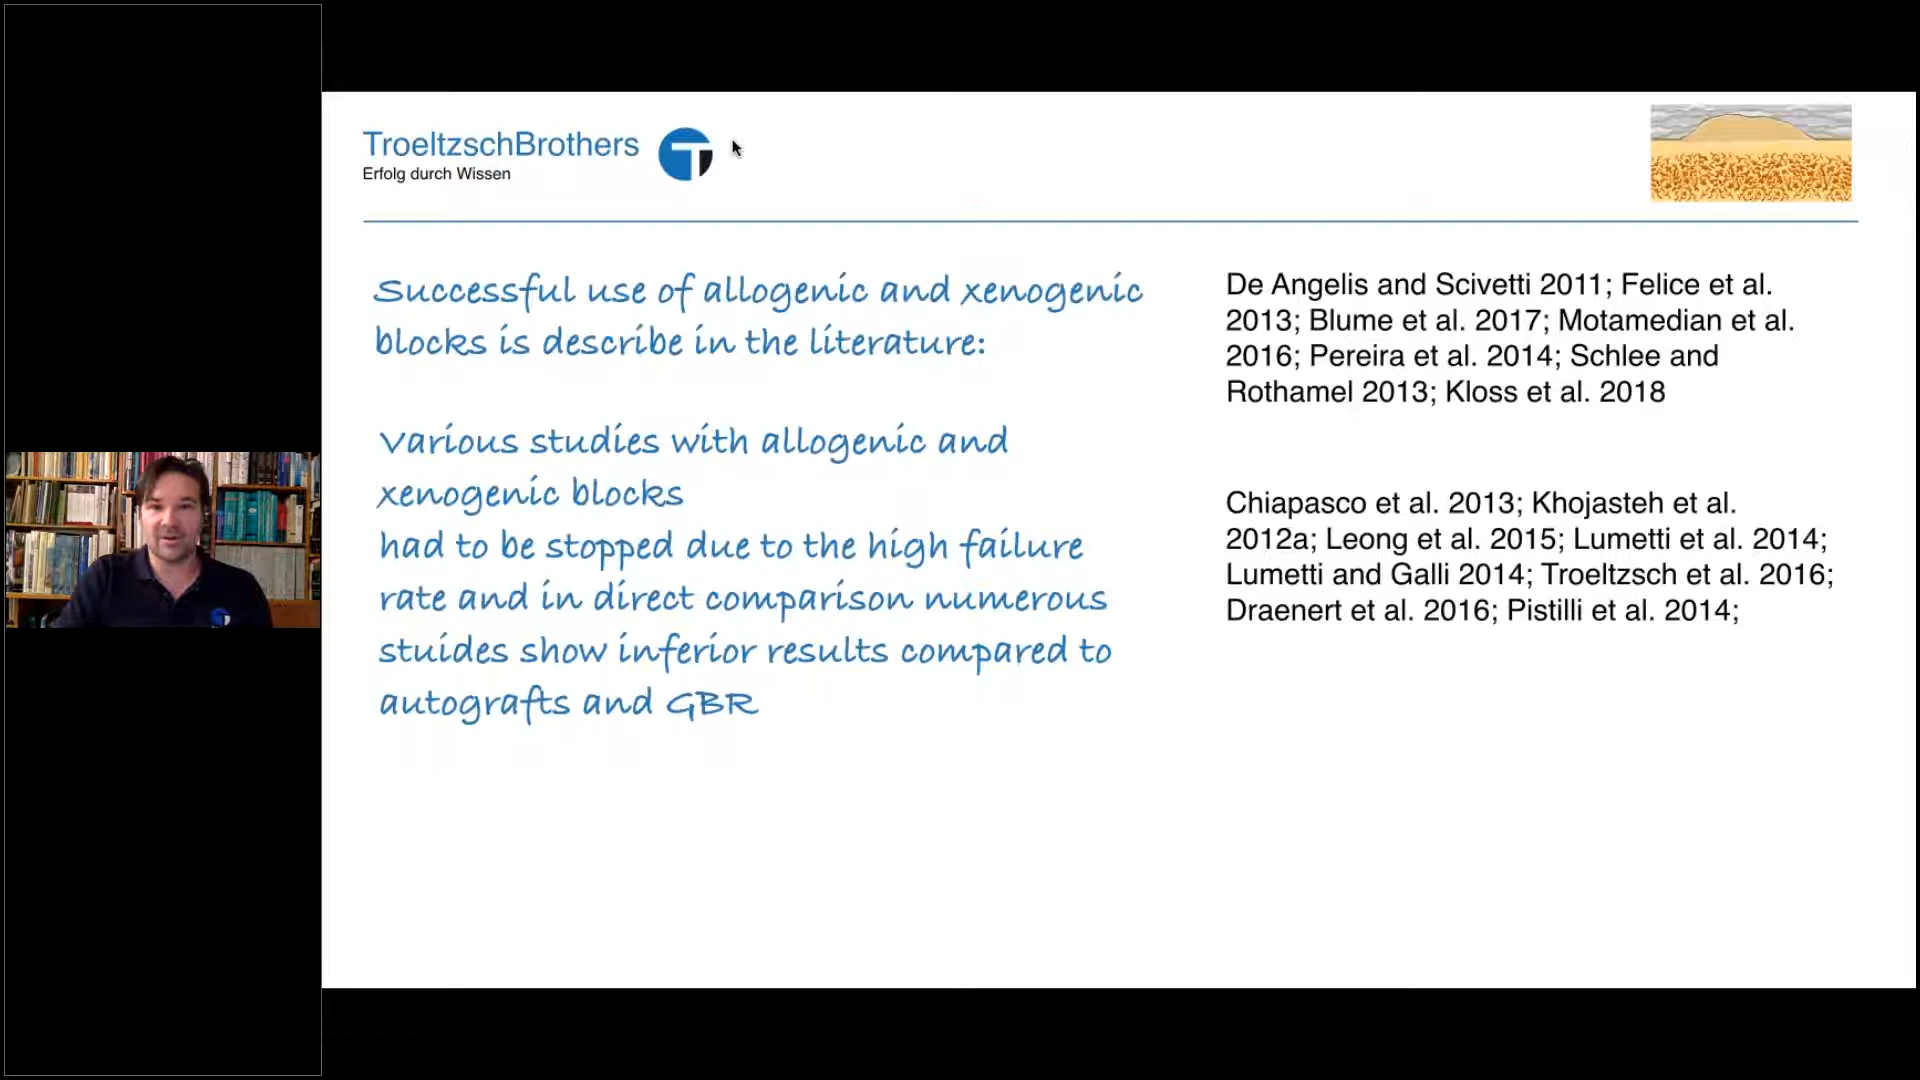 TroeltzschBrothers
Erfolg durch Wissen
Successful use of allogenic and xenogenic
blocks is describe in the literature:
De Angelis and Scivetti 2011; Felice et al.
2013; Blume et al. 2017; Motamedian et al.
2016; Pereira et al. 2014; Schlee and
Rothamel 2013; Kloss et al. 2018
Various studies with allogenic and
xenogenic blocks
had to be stopped due to the high failure
rate and in direct comparison numerous
stuides show inferior results compared to
autografts and GBR
Chiapasco et al. 2013; Khojasteh et al.
2012a; Leong et al. 2015; Lumetti et al. 2014;
Lumetti and Galli 2014; Troeltzsch et al. 2016;
Draenert et al. 2016; Pistilli et al. 2014;